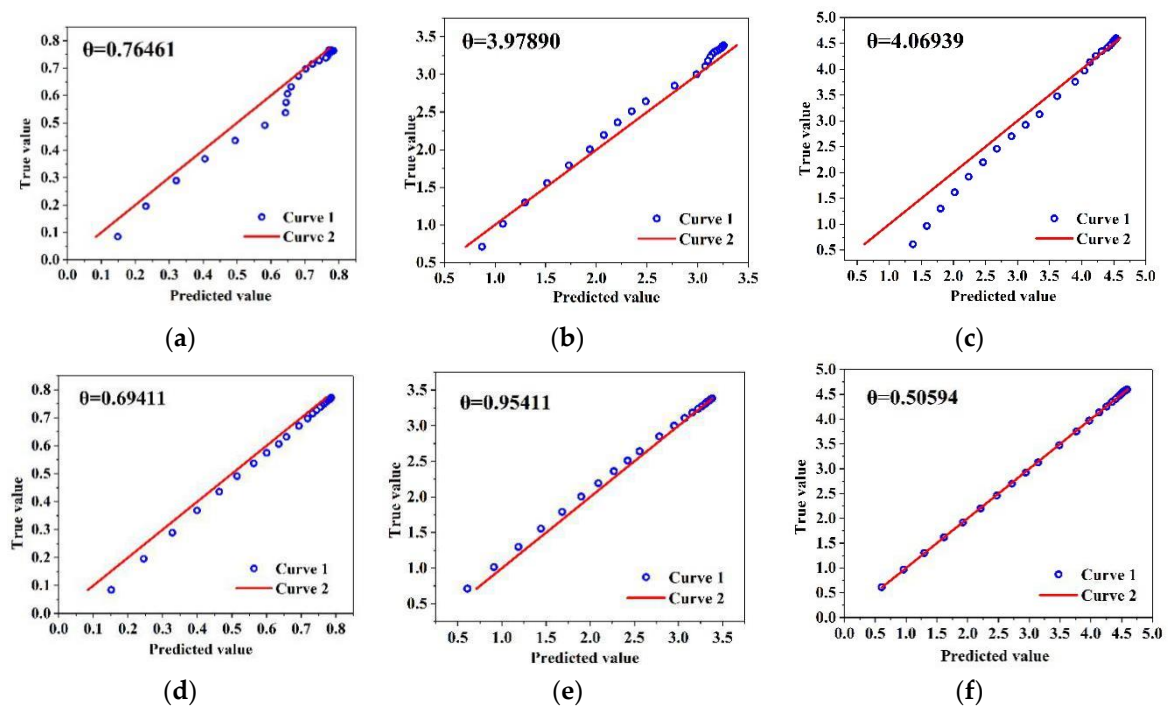 θ=0.76461
True value
0.8
0.7
0.6
0.5
0.4
0.3
0.2
0.1
0.0
0.0 0.1 0.2 0.3 0.4 0.5 0.6 0.7 0.8
Predicted value
Curve 1
Curve 2
(a)
θ=3.97890
True value
3.5
3.0
2.5
2.0
1.5
1.0
0.5
0.5 1.0 1.5 2.0 2.5 3.0 3.5
Predicted value
Curve 1
Curve 2
(b)
θ=4.06939
True value
5.0
4.5
4.0
3.5
3.0
2.5
2.0
1.5
1.0
0.5
0.5 1.0 1.5 2.0 2.5 3.0 3.5 4.0 4.5 5.0
Predicted value
Curve 1
Curve 2
(c)
θ=0.69411
True value
0.8
0.7
0.6
0.5
0.4
0.3
0.2
0.1
0.0
0.0 0.1 0.2 0.3 0.4 0.5 0.6 0.7 0.8
Predicted value
Curve 1
Curve 2
(d)
θ=0.95411
True value
3.5
3.0
2.5
2.0
1.5
1.0
0.5
0.5 1.0 1.5 2.0 2.5 3.0 3.5
Predicted value
Curve 1
Curve 2
(e)
θ=0.50594
True value
5.0
4.5
4.0
3.5
3.0
2.5
2.0
1.5
1.0
0.5
0.0
0.0 0.5 1.0 1.5 2.0 2.5 3.0 3.5 4.0 4.5 5.0
Predicted value
Curve 1
Curve 2
(f)